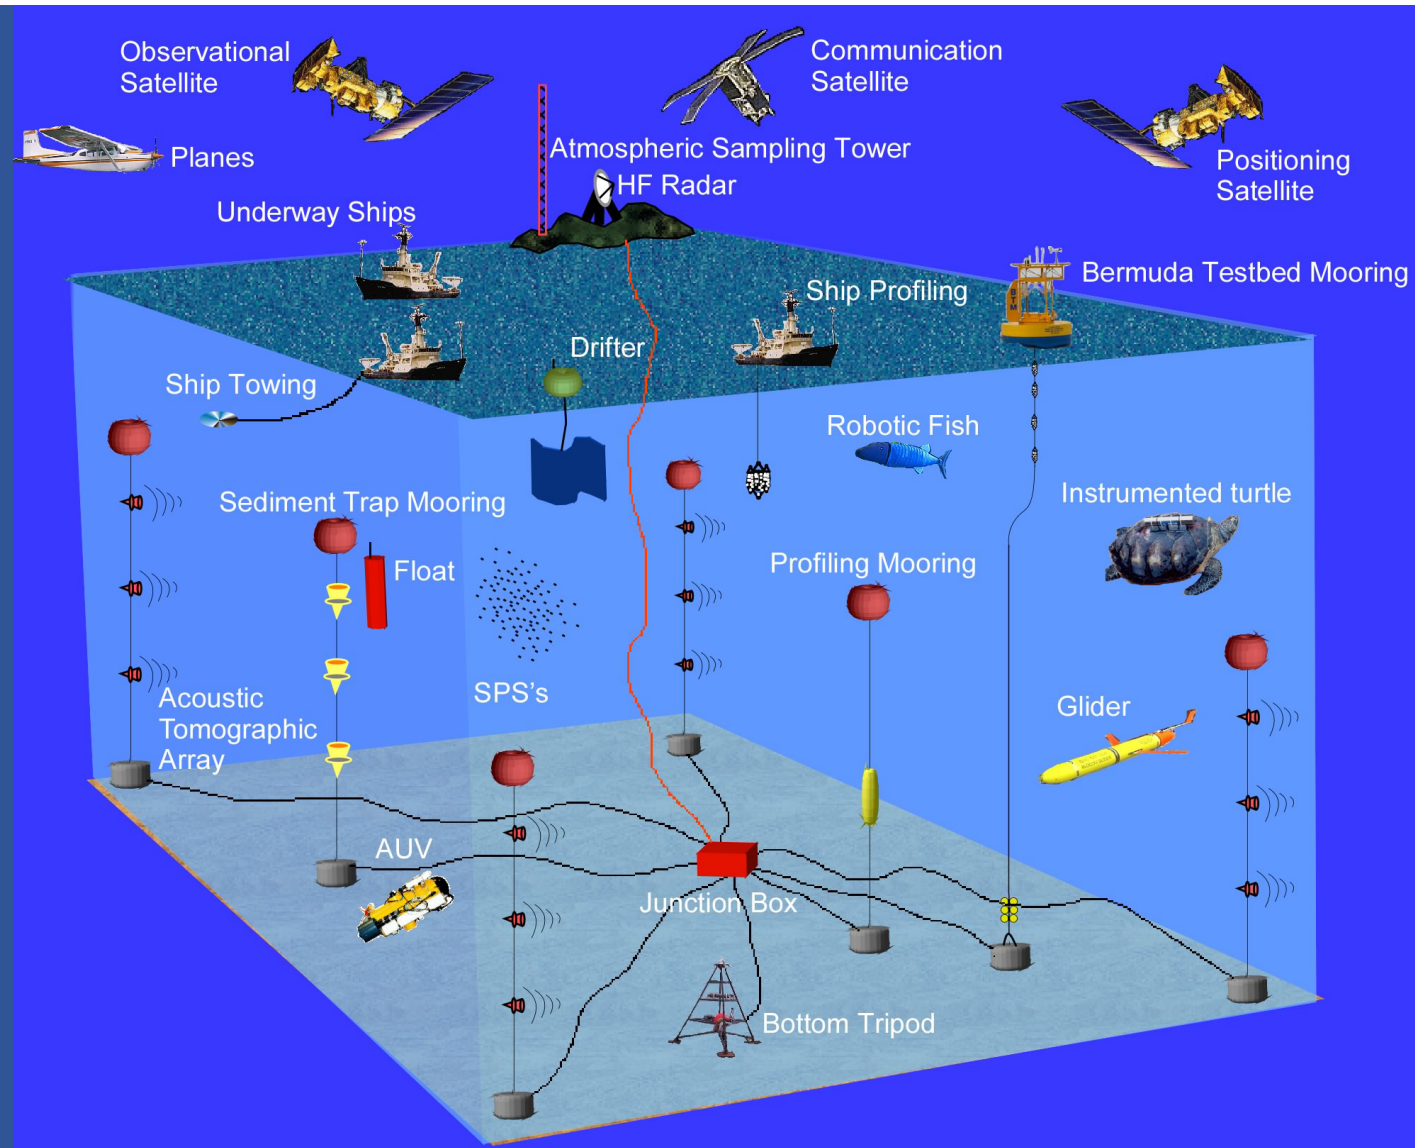 Observational
Satellite
Communication
Satellite
Planes
Atmospheric Sampling Tower
HF Radar
Positioning
Satellite
Underway Ships
Bermuda Testbed Mooring
Ship Profiling
Drifter
Ship Towing
Robotic Fish
Sediment Trap Mooring
Instrumented turtle
Float
Profiling Mooring
SPS's
Acoustic
Tomographic
Array
Glider
AUV
Junction Box
Bottom Tripod
BTM